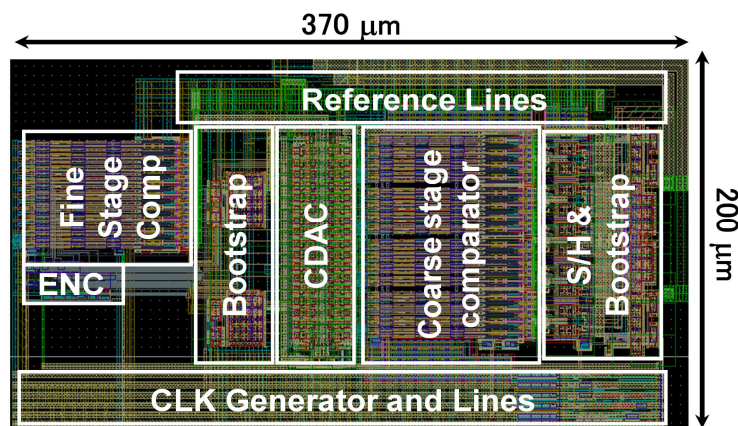 370 μm
Reference Lines
200 μm
Fine
Stage
Comp
ENC
Bootstrap
CDAC
Coarse stage
comparator
S/H&
Bootstrap
CLK Generator and Lines